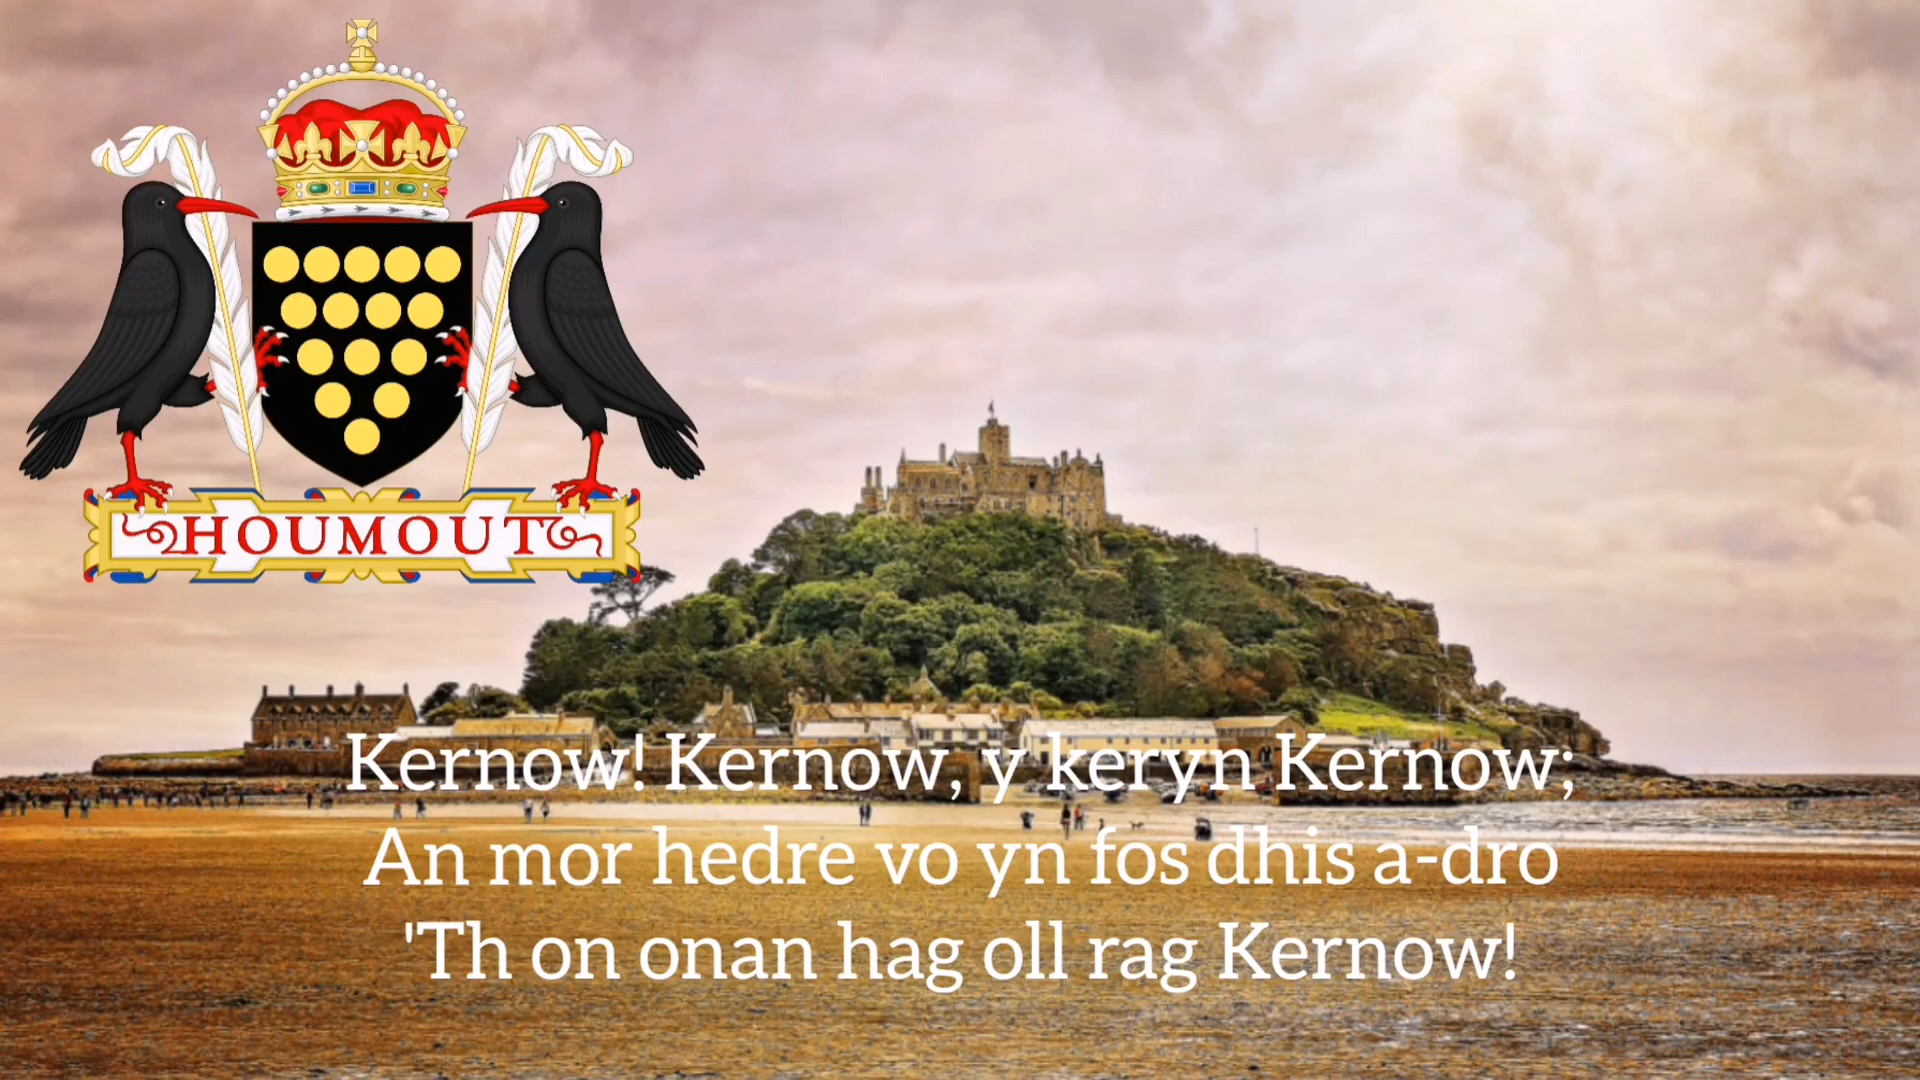 HOUMOUT
Kernow! Kernow, y keryn Kernow;
An mor hedre vo yn fos dhis a-dro
'Th on onan hag oll rag Kernow!